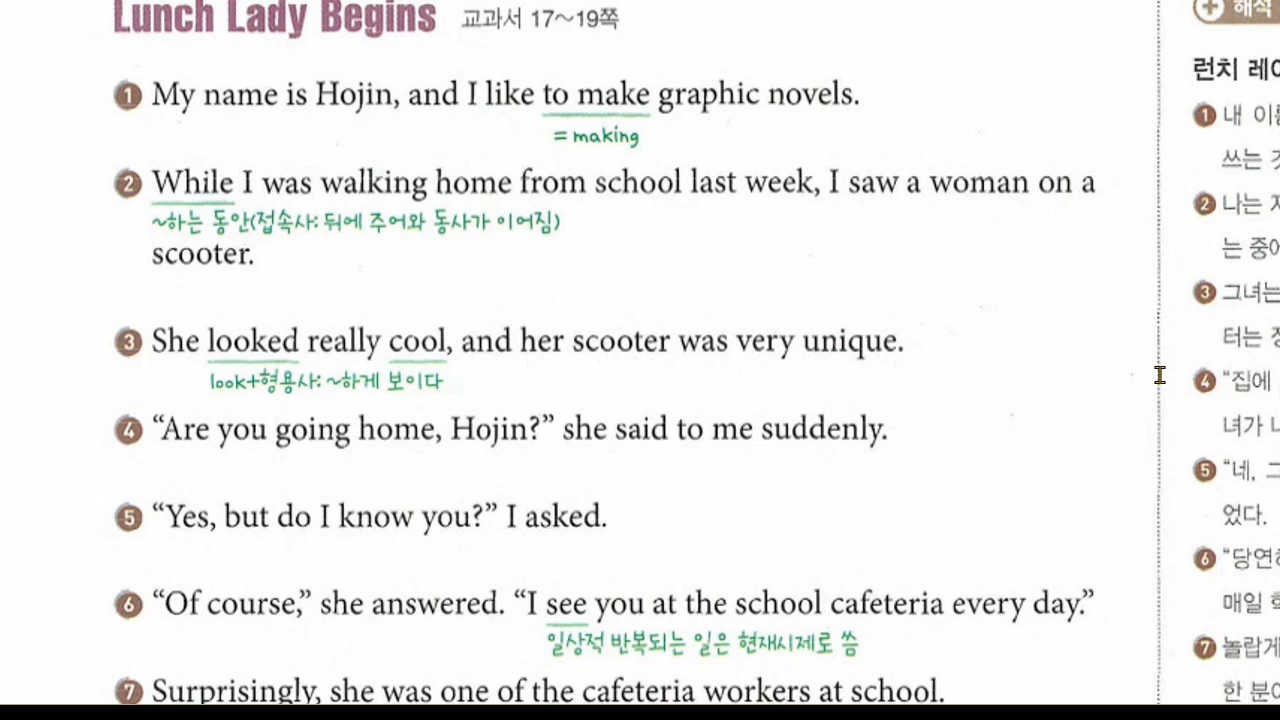 Lunch Lady Begins 교과서 17~19쪽
1 My name is Hojin, and I like to make graphic novels.
= making
2 While I was walking home from school last week, I saw a woman on a
~하는 동안(접속사: 뒤에 주어와 동사가 이어짐)
scooter.
3 She looked really cool, and her scooter was very unique.
look+형용사: ~하게 보이다
4 “Are you going home, Hojin?” she said to me suddenly.
5 “Yes, but do I know you?” I asked.
6 “Of course,” she answered. “I see you at the school cafeteria every day.”
일상적 반복되는 일은 현재시제로 씀
7 Surprisingly, she was one of the cafeteria workers at school.
+ 해석
런치 레이
1 내 이름
쓰는 것
2 나는 지
는 중에
3 그녀는
터는 정
4 “집에
녀가 나
5 “네, 그
었다.
6 “당연히
매일 학
7 놀랍게
한 분이